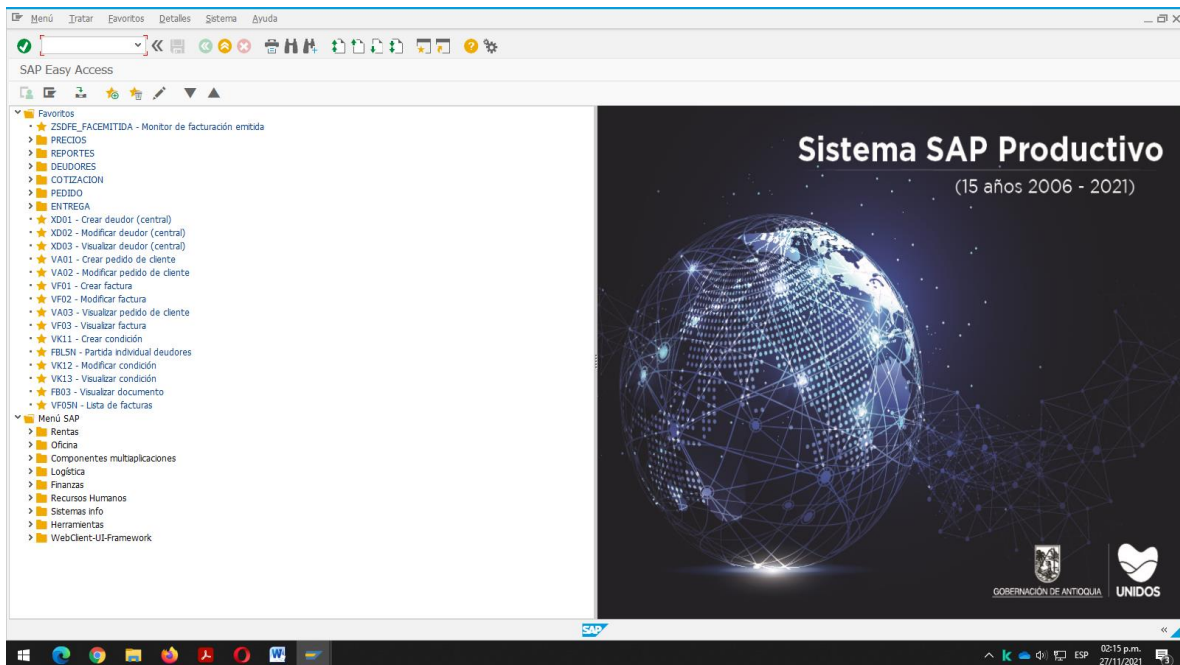 Menú Tratar Favoritos Detalles Sistema Ayuda
SAP Easy Access
Favoritos
ZSDFE_FACEMITIDA - Monitor de facturación emitida
PRECIOS
REPORTES
DEUDORES
COTIZACION
PEDIDO
ENTREGA
XD01 - Crear deudor (central)
XD02 - Modificar deudor (central)
XD03 - Visualizar deudor (central)
VA01 - Crear pedido de cliente
VA02 - Modificar pedido de cliente
VF01 - Crear factura
VF02 - Modificar factura
VA03 - Visualizar pedido de cliente
VF03 - Visualizar factura
VK11 - Crear condición
FBL5N - Partida individual deudores
VK12 - Modificar condición
VK13 - Visualizar condición
FB03 - Visualizar documento
VF05N - Lista de facturas
Menú SAP
Rentas
Oficina
Componentes multiaplicaciones
Logística
Finanzas
Recursos Humanos
Sistemas info
Herramientas
WebClient-UI-Framework
Sistema SAP Productivo
(15 años 2006 - 2021)
GOBERNACIÓN DE ANTIOQUIA
UNIDOS
SAP
ESP
02:15 p.m.
27/11/2021